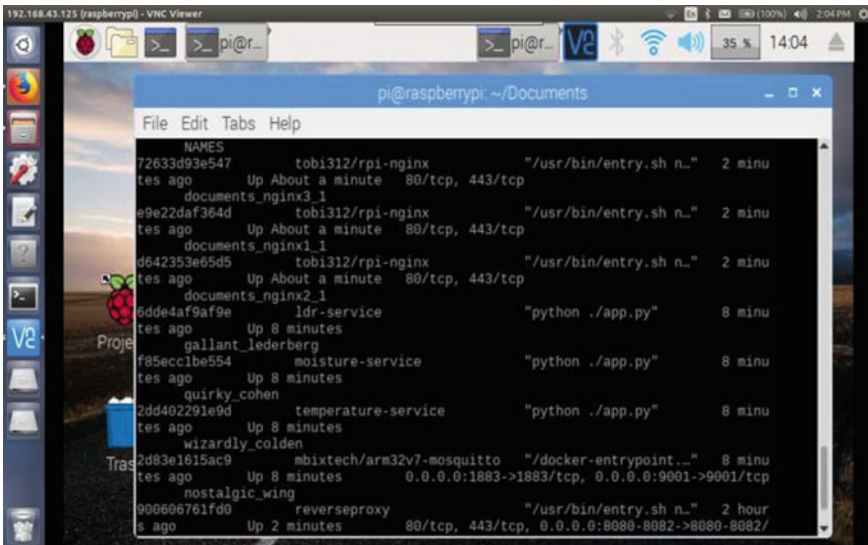 192.168.43.125 (raspberrypi) - VNC Viewer
En (100%) 2:04 PM
pi@r... pi@r... 35 % 14:04
pi@raspberrypi: ~/Documents
File Edit Tabs Help
NAMES
72633d93e547 tobi312/rpi-nginx "/usr/bin/entry.sh n…" 2 minu
tes ago Up About a minute 80/tcp, 443/tcp
documents_nginx3_1
e9e22daf364d tobi312/rpi-nginx "/usr/bin/entry.sh n…" 2 minu
tes ago Up About a minute 80/tcp, 443/tcp
documents_nginx1_1
d642353e65d5 tobi312/rpi-nginx "/usr/bin/entry.sh n…" 2 minu
tes ago Up About a minute 80/tcp, 443/tcp
documents_nginx2_1
6dde4af9af9e ldr-service "python ./app.py" 8 minu
tes ago Up 8 minutes
gallant_lederberg
f85ecc1be554 moisture-service "python ./app.py" 8 minu
tes ago Up 8 minutes
quirky_cohen
2dd402291e9d temperature-service "python ./app.py" 8 minu
tes ago Up 8 minutes
wizardly_colden
2d83e1615ac9 mbixtech/arm32v7-mosquitto "/docker-entrypoint.…" 8 minu
tes ago Up 8 minutes 0.0.0.0:1883->1883/tcp, 0.0.0.0:9001->9001/tcp
nostalgic_wing
900606761fd0 reverseproxy "/usr/bin/entry.sh n…" 2 hour
s ago Up 2 minutes 80/tcp, 443/tcp, 0.0.0.0:8080-8082->8080-8082/
Proje
Tras